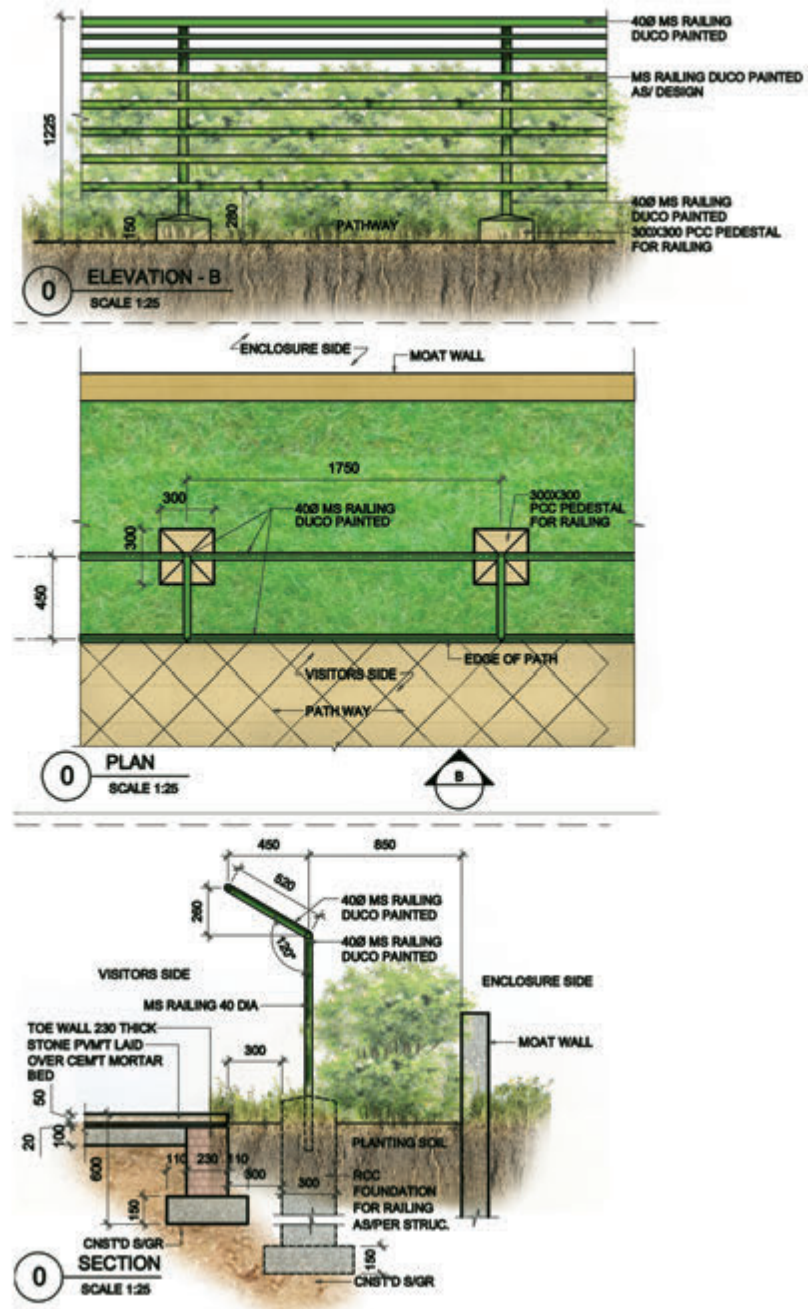 40Ø MS RAILING
DUCO PAINTED
MS RAILING DUCO PAINTED
AS/ DESIGN
1225
40Ø MS RAILING
DUCO PAINTED
300X300 PCC PEDESTAL
FOR RAILING
150
280
PATHWAY
0
ELEVATION - B
SCALE 1:25
ENCLOSURE SIDE
MOAT WALL
1750
300
300
40Ø MS RAILING
DUCO PAINTED
300X300
PCC PEDESTAL
FOR RAILING
450
EDGE OF PATH
VISITORS SIDE
PATH WAY
0
PLAN
SCALE 1:25
B
450
850
520
260
120°
40Ø MS RAILING
DUCO PAINTED
40Ø MS RAILING
DUCO PAINTED
VISITORS SIDE
ENCLOSURE SIDE
MS RAILING 40 DIA
MOAT WALL
TOE WALL 230 THICK
STONE PVM'T LAID
OVER CEM'T MORTAR
BED
300
50
20
100
600
150
110
230
110
300
300
PLANTING SOIL
RCC
FOUNDATION
FOR RAILING
AS/PER STRUC.
150
CNST'D S/GR
CNST'D S/GR
0
SECTION
SCALE 1:25